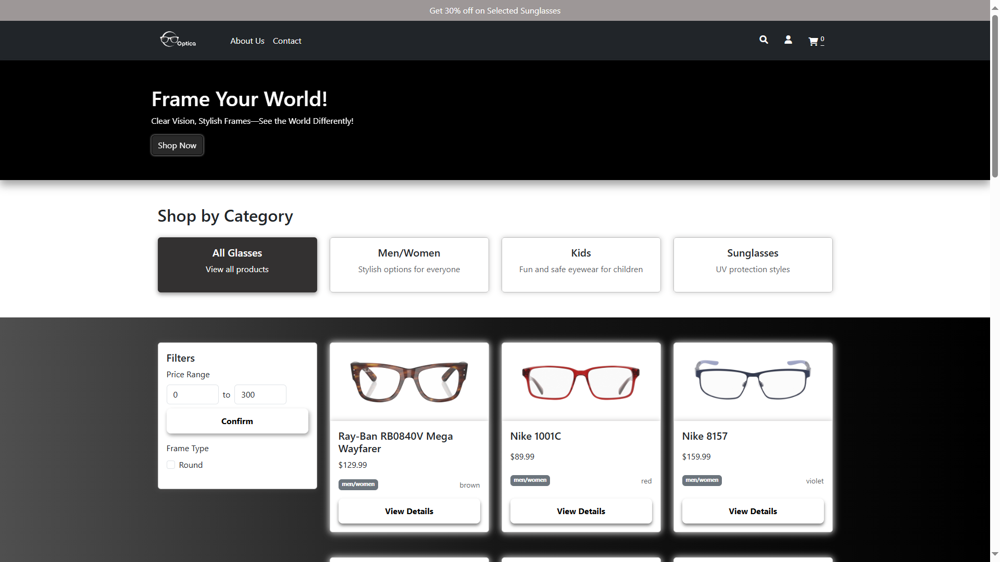 Get 30% off on Selected Sunglasses
Optica
About Us
Contact
0
Frame Your World!
Clear Vision, Stylish Frames—See the World Differently!
Shop Now
Shop by Category
All Glasses
View all products
Men/Women
Stylish options for everyone
Kids
Fun and safe eyewear for children
Sunglasses
UV protection styles
Filters
Price Range
0 to 300
Confirm
Frame Type
Round
Ray-Ban RB0840V Mega
Wayfarer
$129.99
men/women brown
View Details
Nike 1001C
$89.99
men/women red
View Details
Nike 8157
$159.99
men/women violet
View Details